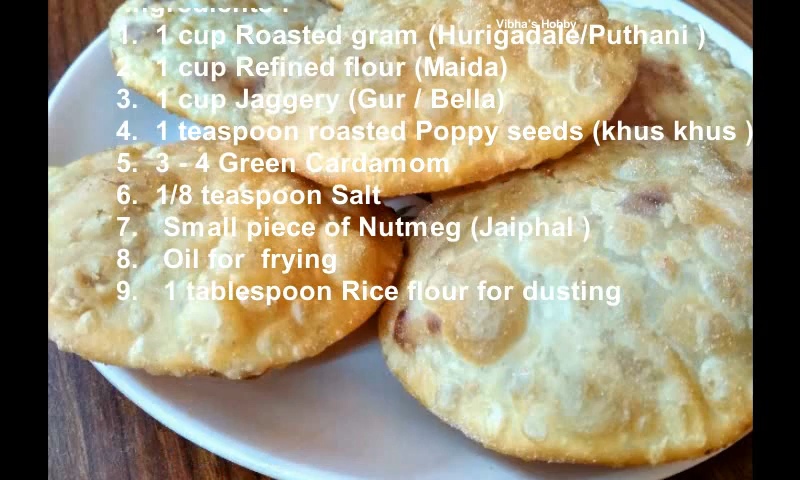 Ingredients :
Vibha's Hobby
1. 1 cup Roasted gram (Hurigadale/Puthani )
2. 1 cup Refined flour (Maida)
3. 1 cup Jaggery (Gur / Bella)
4. 1 teaspoon roasted Poppy seeds (khus khus )
5. 3 - 4 Green Cardamom
6. 1/8 teaspoon Salt
7. Small piece of Nutmeg (Jaiphal )
8. Oil for frying
9. 1 tablespoon Rice flour for dusting